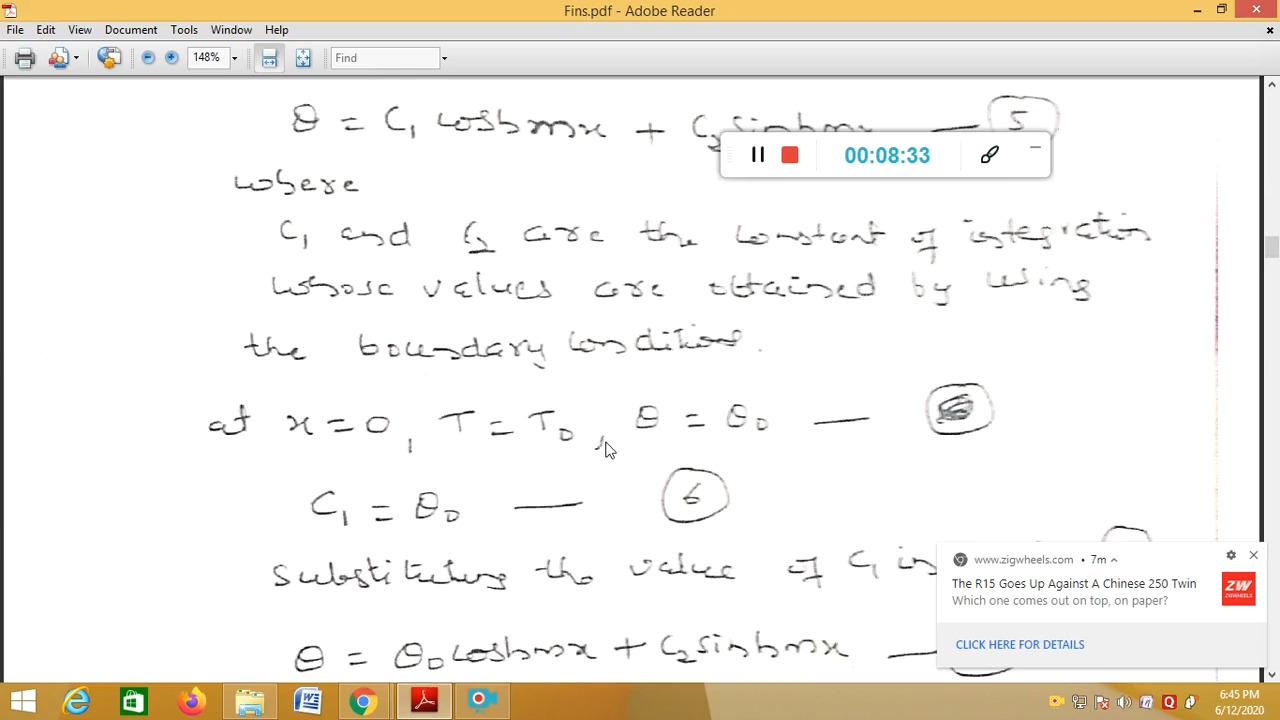 Fins.pdf - Adobe Reader
File Edit View Document Tools Window Help
148% Find
θ = C₁ coshmx + C₂ sinhmx — 5
00:08:33
where
C₁ and C₂ are the constant of integration
whose values are obtained by using
the boundary conditions.
at x = 0, T = T₀, θ = θ₀ —
C₁ = θ₀ — 6
substituting the value of C₁ in
θ = θ₀ coshmx + C₂ sinhmx —
www.zigwheels.com • 7m
The R15 Goes Up Against A Chinese 250 Twin
Which one comes out on top, on paper?
ZW
ZIGWHEELS
CLICK HERE FOR DETAILS
6:45 PM
6/12/2020